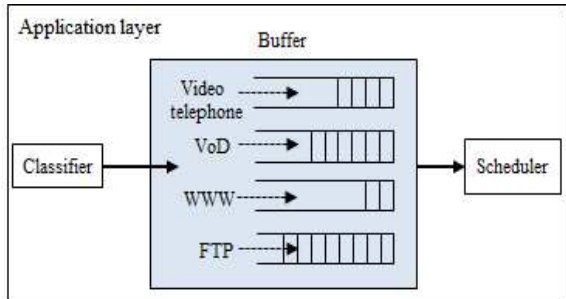 Application layer
Buffer
Video
telephone
VoD
Classifier
Scheduler
WWW
FTP